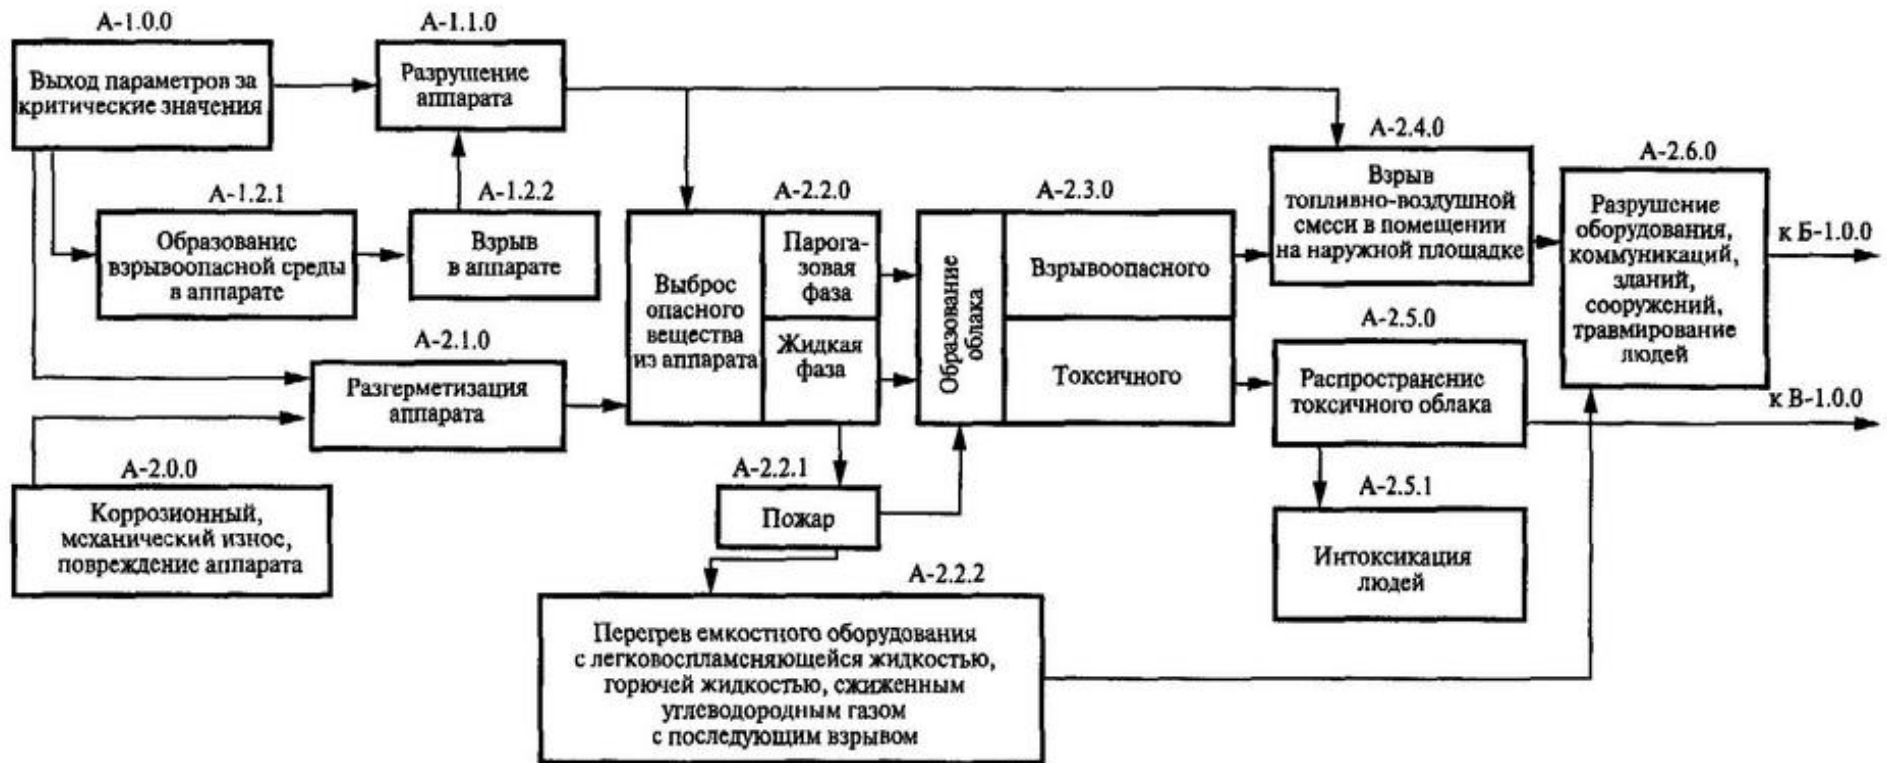 А-1.0.0
Выход параметров за
критические значения
А-1.1.0
Разрушение
аппарата
А-1.2.1
Образование
взрывоопасной среды
в аппарате
А-1.2.2
Взрыв
в аппарате
А-2.1.0
Разгерметизация
аппарата
А-2.0.0
Коррозионный,
механический износ,
повреждение аппарата
А-2.2.0
Выброс
опасного
вещества
из аппарата
Парога-
зовая
фаза
Жидкая
фаза
А-2.2.1
Пожар
А-2.2.2
Перегрев емкостного оборудования
с легковоспламеняющейся жидкостью,
горючей жидкостью, сжиженным
углеводородным газом
с последующим взрывом
А-2.3.0
Образование
облака
Взрывоопасного
Токсичного
А-2.4.0
Взрыв
топливно-воздушной
смеси в помещении
на наружной площадке
А-2.5.0
Распространение
токсичного облака
А-2.5.1
Интоксикация
людей
А-2.6.0
Разрушение
оборудования,
коммуникаций,
зданий,
сооружений,
травмирование
людей
к Б-1.0.0
к В-1.0.0